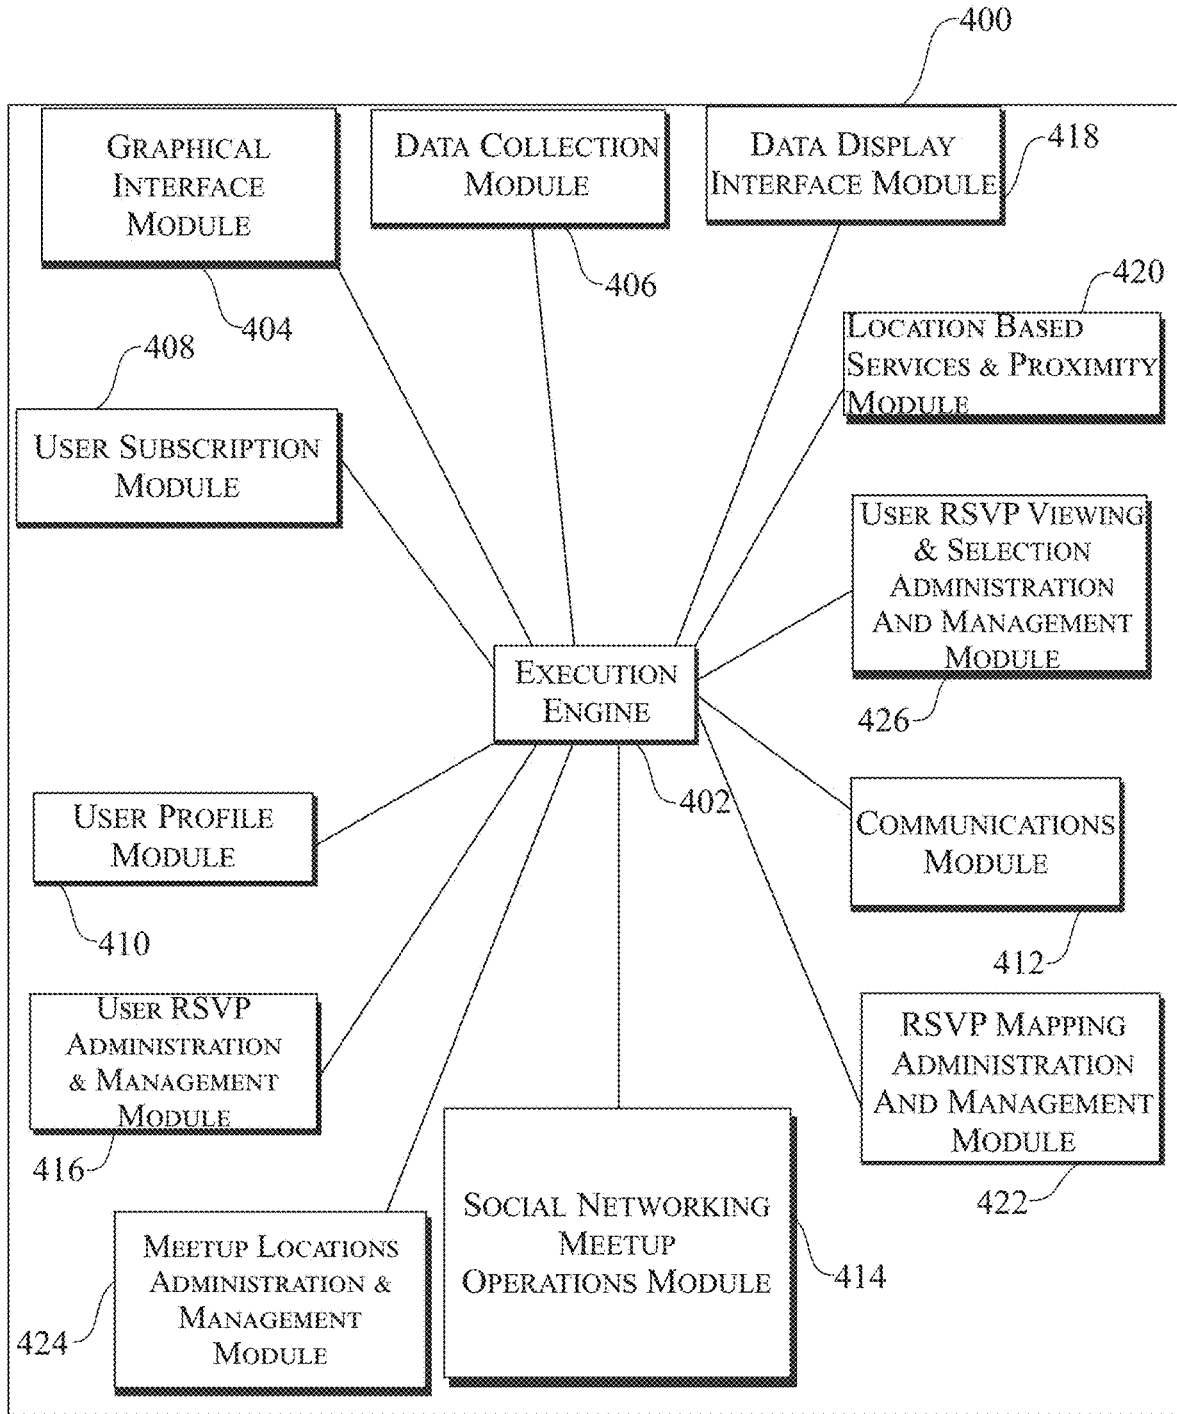 400
GRAPHICAL
INTERFACE
MODULE
404
DATA COLLECTION
MODULE
406
DATA DISPLAY
INTERFACE MODULE
418
420
LOCATION BASED
SERVICES & PROXIMITY
MODULE
408
USER SUBSCRIPTION
MODULE
USER RSVP VIEWING
& SELECTION
ADMINISTRATION
AND MANAGEMENT
MODULE
426
EXECUTION
ENGINE
402
USER PROFILE
MODULE
410
COMMUNICATIONS
MODULE
412
USER RSVP
ADMINISTRATION
& MANAGEMENT
MODULE
416
RSVP MAPPING
ADMINISTRATION
AND MANAGEMENT
MODULE
422
MEETUP LOCATIONS
ADMINISTRATION &
MANAGEMENT
MODULE
424
SOCIAL NETWORKING
MEETUP
OPERATIONS MODULE
414